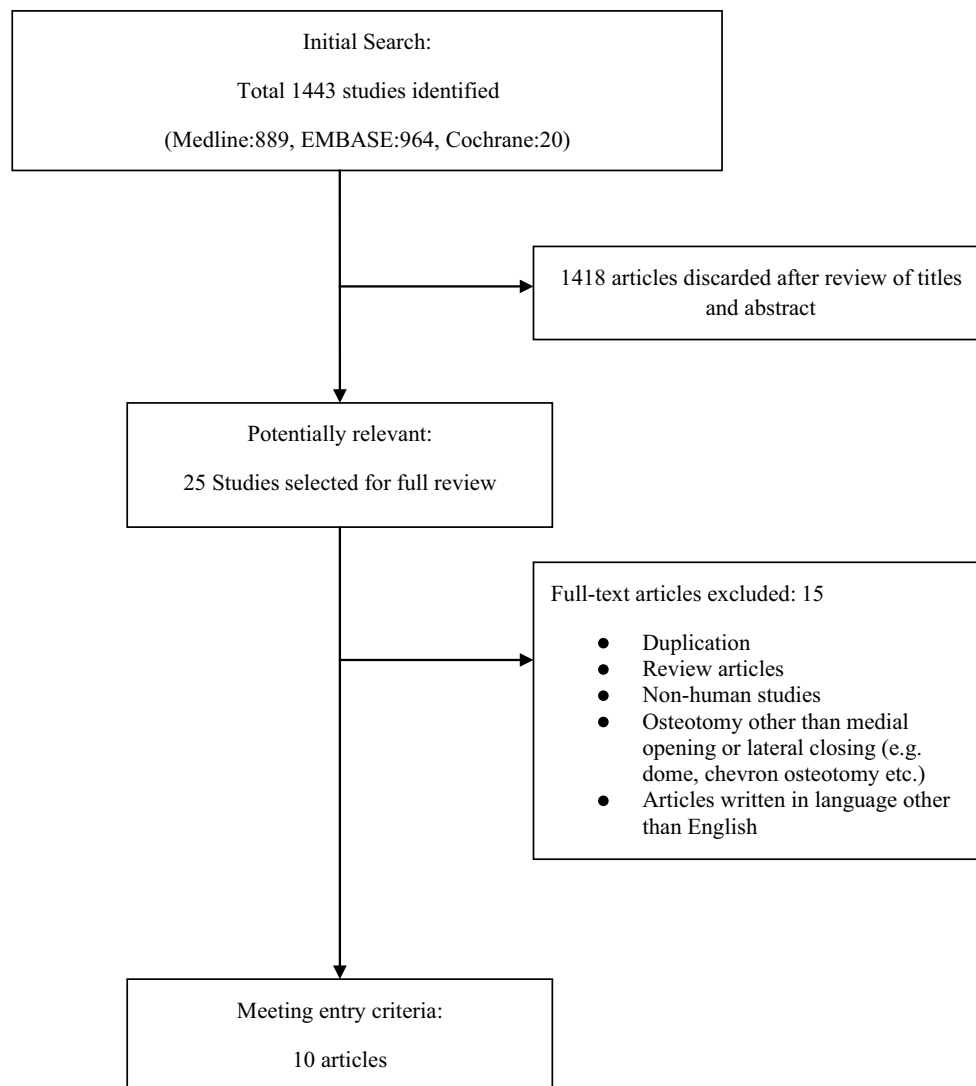 Initial Search:
Total 1443 studies identified
(Medline:889, EMBASE:964, Cochrane:20)
1418 articles discarded after review of titles
and abstract
Potentially relevant:
25 Studies selected for full review
Full-text articles excluded: 15
● Duplication
● Review articles
● Non-human studies
● Osteotomy other than medial
opening or lateral closing (e.g.
dome, chevron osteotomy etc.)
● Articles written in language other
than English
Meeting entry criteria:
10 articles